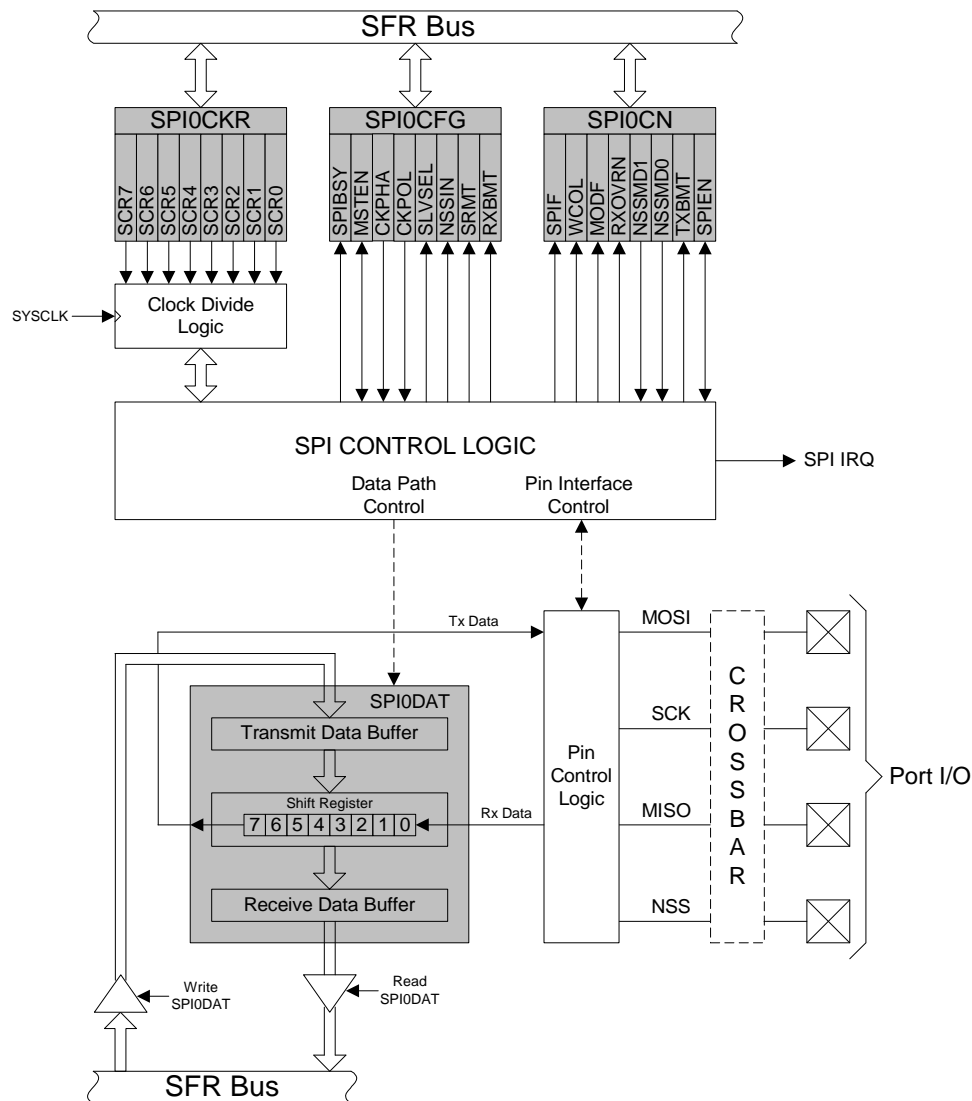 SFR Bus
SPI0CKR
SPI0CFG
SPI0CN
SCR7
SCR6
SCR5
SCR4
SCR3
SCR2
SCR1
SCR0
SPIBSY
MSTEN
CKPHA
CKPOL
SLVSEL
NSSIN
SRMT
RXBMT
SPIF
WCOL
MODF
RXOVRN
NSSMD1
NSSMD0
TXBMT
SPIEN
SYSCLK
Clock Divide
Logic
SPI CONTROL LOGIC
SPI IRQ
Data Path
Control
Pin Interface
Control
Tx Data
MOSI
SPI0DAT
Transmit Data Buffer
SCK
Shift Register
7 6 5 4 3 2 1 0
Rx Data
Pin
Control
Logic
MISO
CROSSBAR
Port I/O
Receive Data Buffer
NSS
Write
SPI0DAT
Read
SPI0DAT
SFR Bus